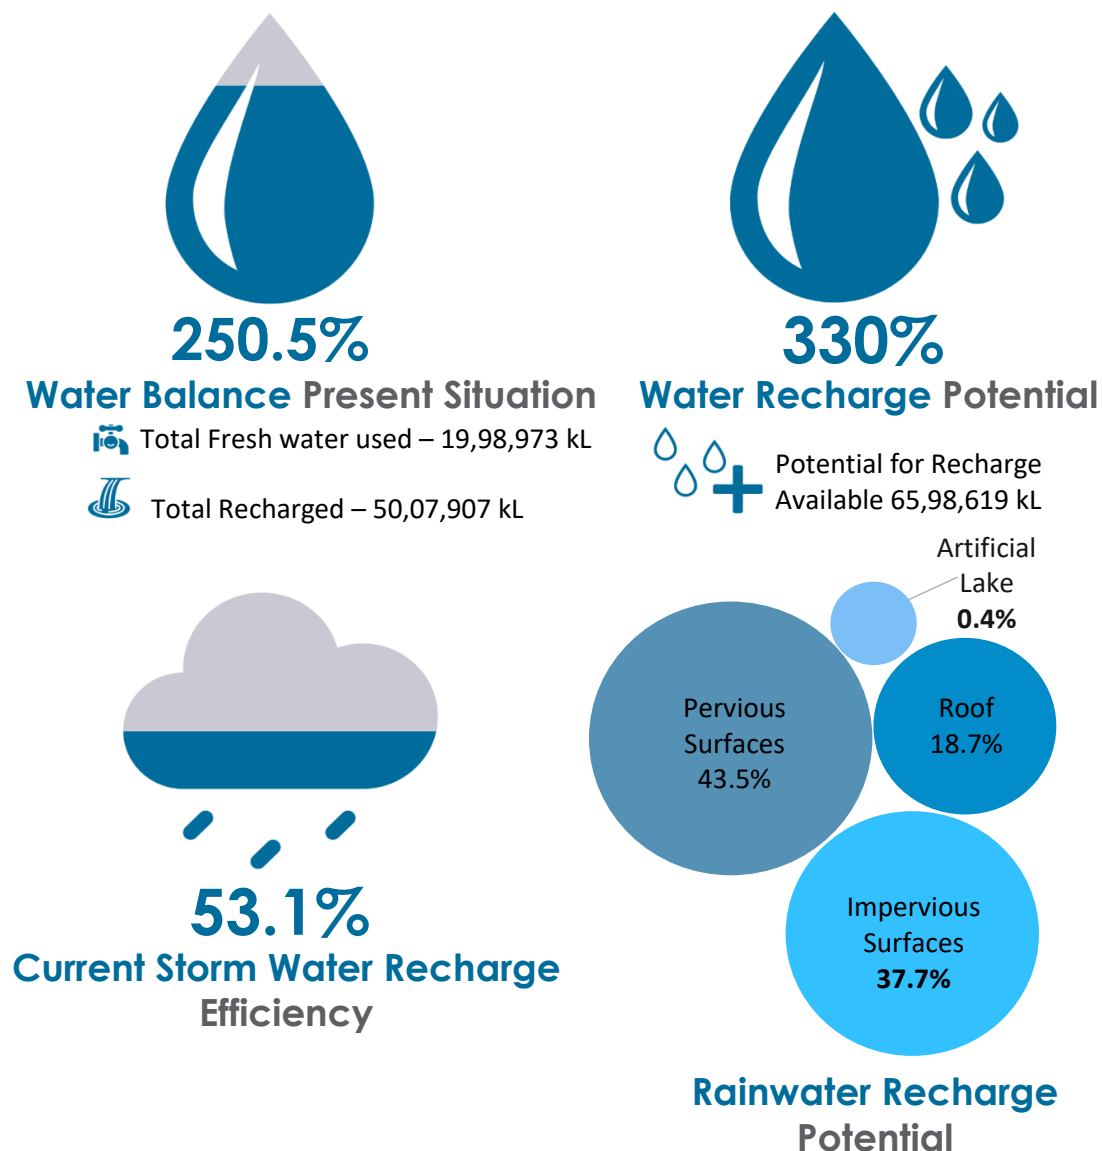 250.5%
Water Balance Present Situation
Total Fresh water used – 19,98,973 kL
Total Recharged – 50,07,907 kL
330%
Water Recharge Potential
Potential for Recharge
Available 65,98,619 kL
53.1%
Current Storm Water Recharge
Efficiency
Artificial
Lake
0.4%
Pervious
Surfaces
43.5%
Roof
18.7%
Impervious
Surfaces
37.7%
Rainwater Recharge
Potential